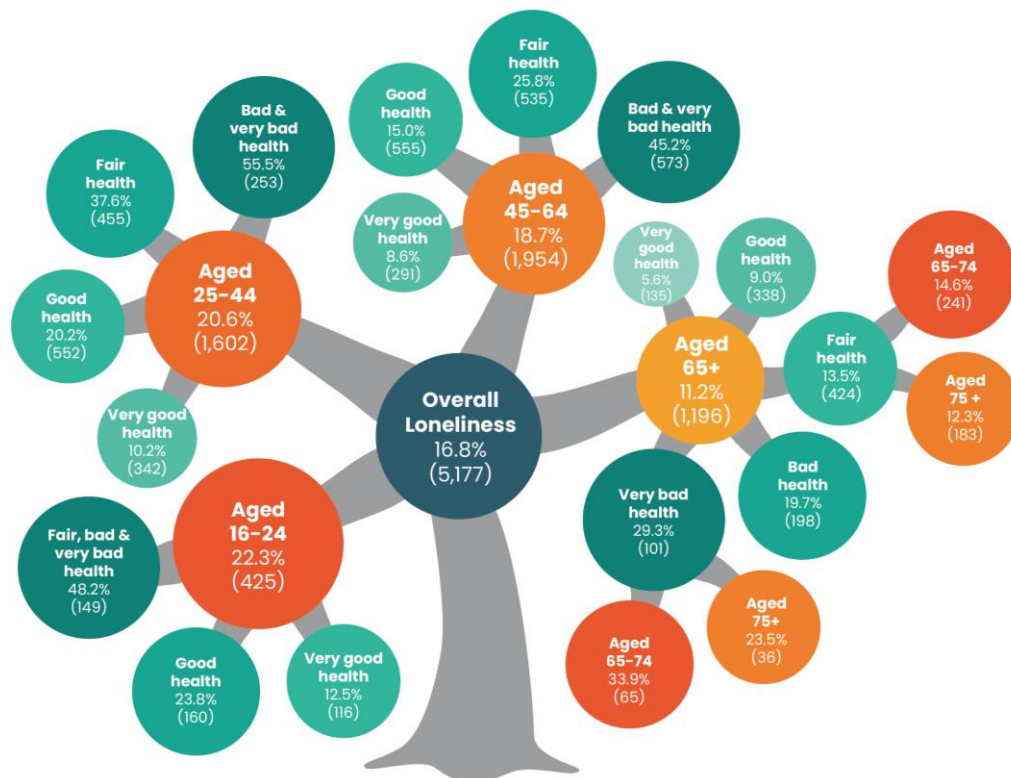 Fair
health
25.8%
(535)
Good
health
15.0%
(555)
Bad & very
bad health
45.2%
(573)
Very good
health
8.6%
(291)
Aged
45-64
18.7%
(1,954)
Bad &
very bad
health
55.5%
(253)
Fair
health
37.6%
(455)
Good
health
20.2%
(552)
Very good
health
10.2%
(342)
Aged
25-44
20.6%
(1,602)
Very
good
health
5.6%
(135)
Good
health
9.0%
(338)
Aged
65+
11.2%
(1,196)
Fair
health
13.5%
(424)
Aged
65-74
14.6%
(241)
Aged
75 +
12.3%
(183)
Bad
health
19.7%
(198)
Very bad
health
29.3%
(101)
Aged
65-74
33.9%
(65)
Aged
75+
23.5%
(36)
Overall
Loneliness
16.8%
(5,177)
Aged
16-24
22.3%
(425)
Fair, bad &
very bad
health
48.2%
(149)
Good
health
23.8%
(160)
Very good
health
12.5%
(116)